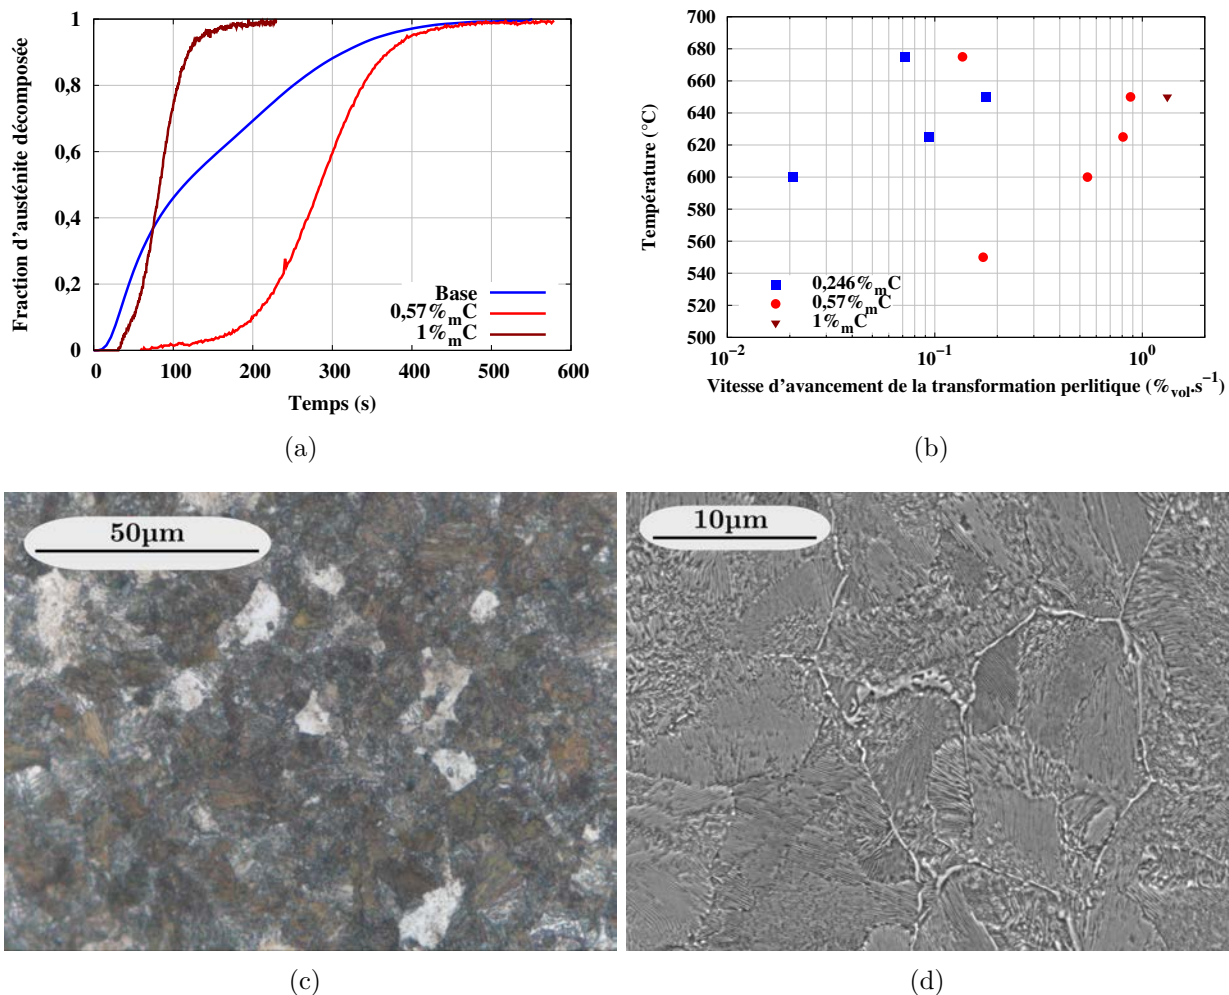 Fraction d'austénite décomposée
1
0,8
0,6
0,4
0,2
0
0 100 200 300 400 500 600
Temps (s)
Base
0,57%mC
1%mC
(a)
Température (°C)
700
680
660
640
620
600
580
560
540
520
500
10−2 10−1 100
Vitesse d'avancement de la transformation perlitique (%vol.s−1)
0,246%mC
0,57%mC
1%mC
(b)
50μm
(c)
10μm
(d)